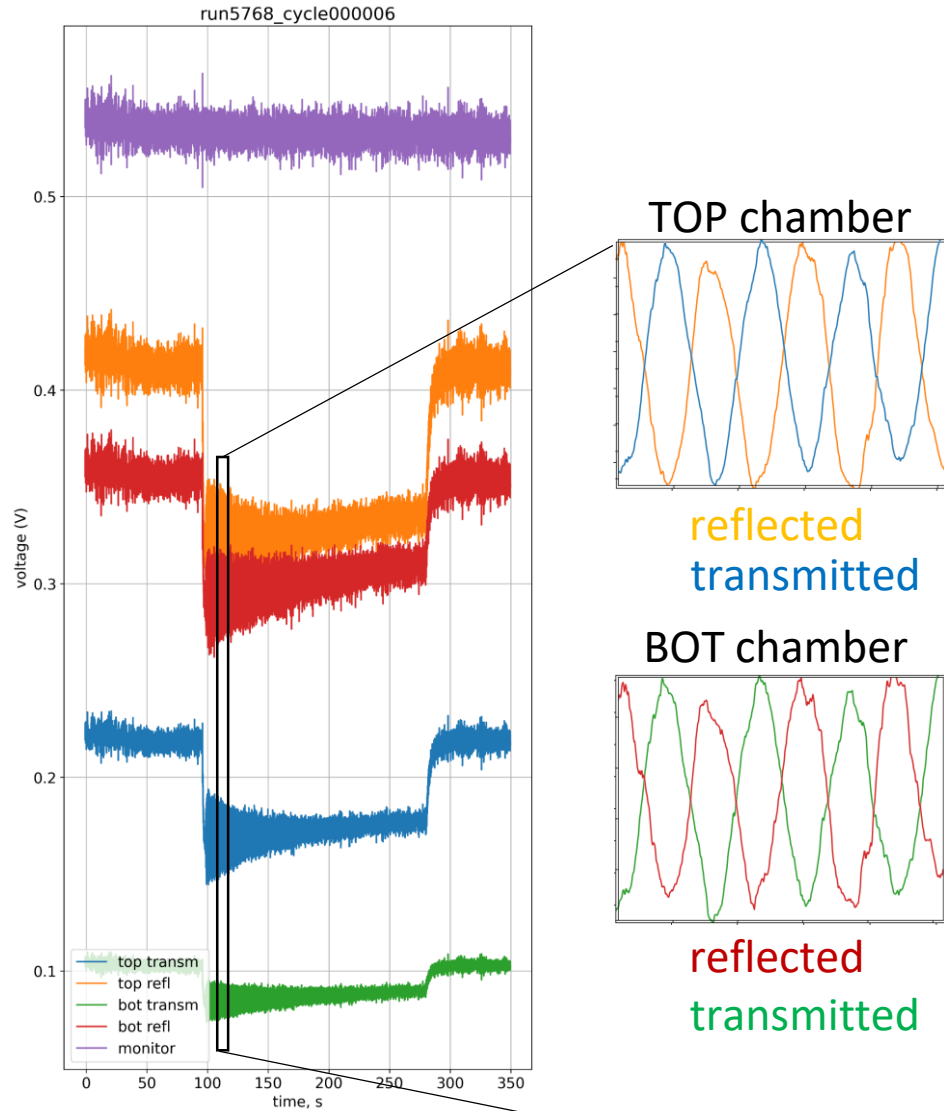 run5768_cycle000006
0.5
0.4
0.3
0.2
0.1
voltage (V)
top transm
top refl
bot transm
bot refl
monitor
0 50 100 150 200 250 300 350
time, s
TOP chamber
reflected
transmitted
BOT chamber
reflected
transmitted